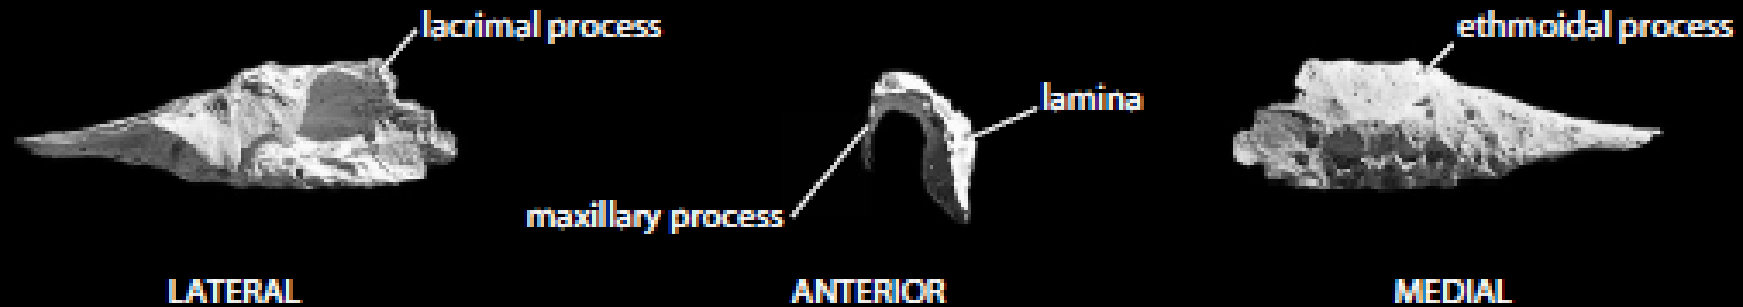 lacrimal process
ethmoidal process
lamina
maxillary process
LATERAL
ANTERIOR
MEDIAL